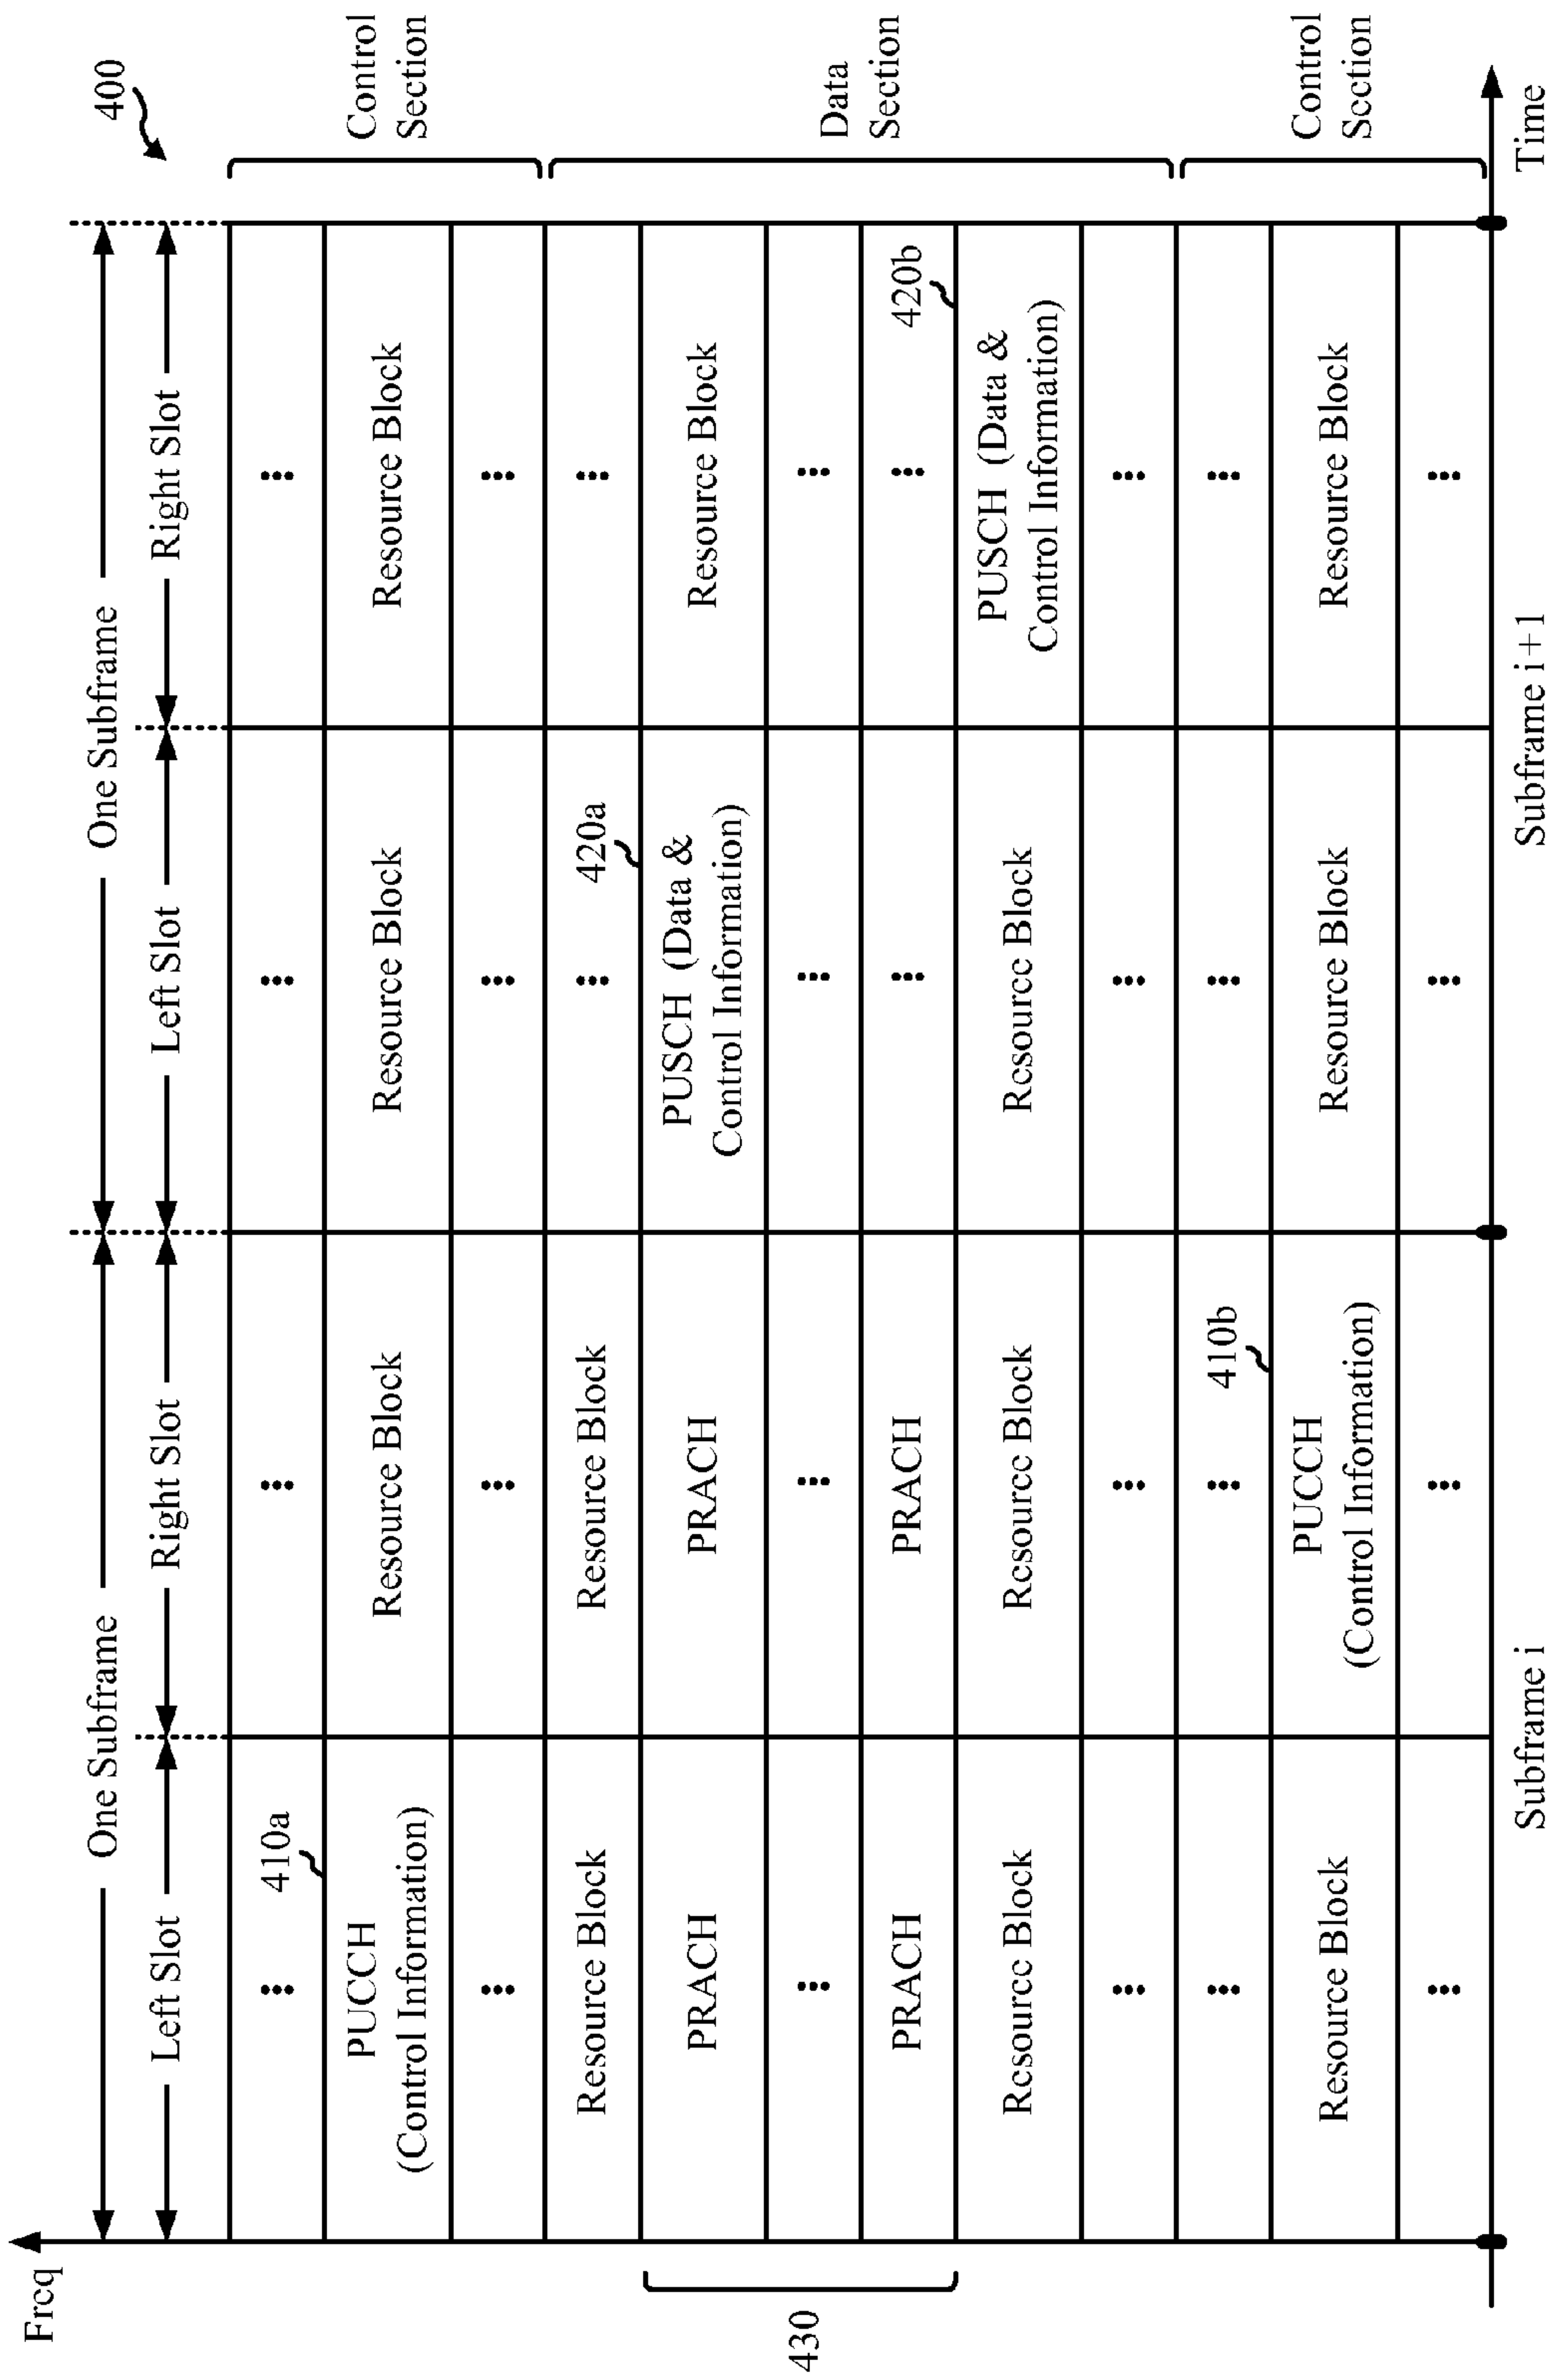 400
One Subframe
One Subframe
Left Slot
Right Slot
Left Slot
Right Slot
Freq
410a
PUCCH
(Control Information)
Resource Block
Resource Block
Resource Block
Control
Section
420a
Resource Block
Resource Block
430
PRACH
PRACH
PUSCH (Data &
Control Information)
Resource Block
Data
Section
PRACH
PRACH
420b
Resource Block
Resource Block
Resource Block
PUSCH (Data &
Control Information)
410b
Resource Block
PUCCH
(Control Information)
Resource Block
Resource Block
Control
Section
Subframe i
Subframe i+1
Time